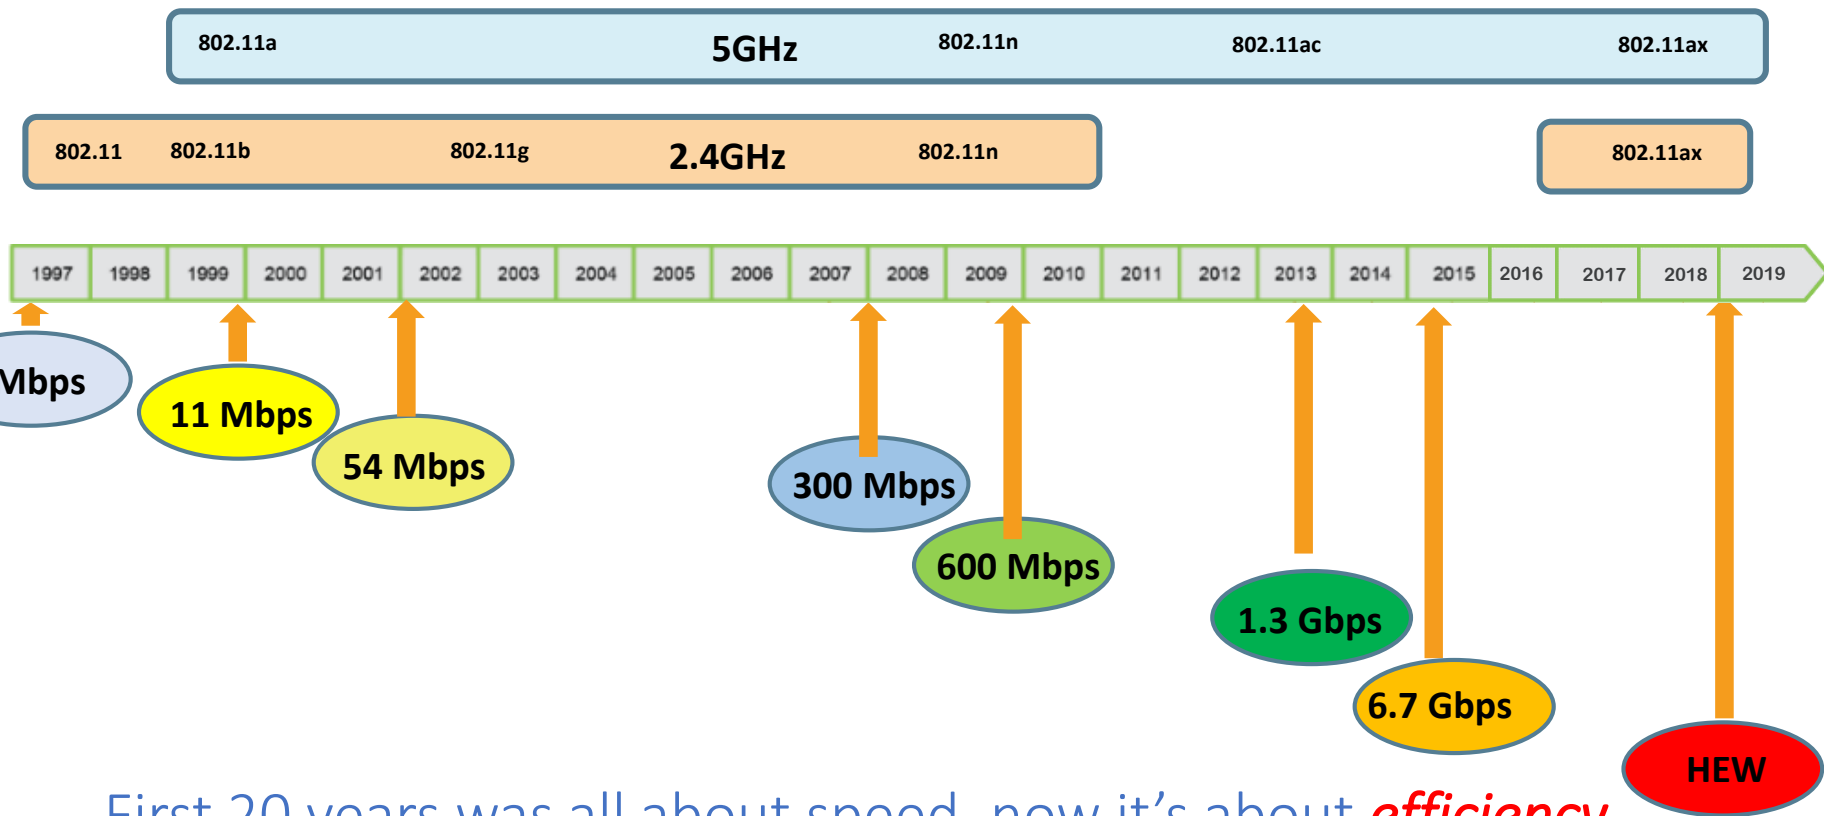 802.11a 5GHz 802.11n 802.11ac 802.11ax
802.11 802.11b 802.11g 2.4GHz 802.11n 802.11ax
1997 1998 1999 2000 2001 2002 2003 2004 2005 2006 2007 2008 2009 2010 2011 2012 2013 2014 2015 2016 2017 2018 2019
Mbps
11 Mbps
54 Mbps
300 Mbps
600 Mbps
1.3 Gbps
6.7 Gbps
HEW
First 20 years was all about speed, now it's about efficiency